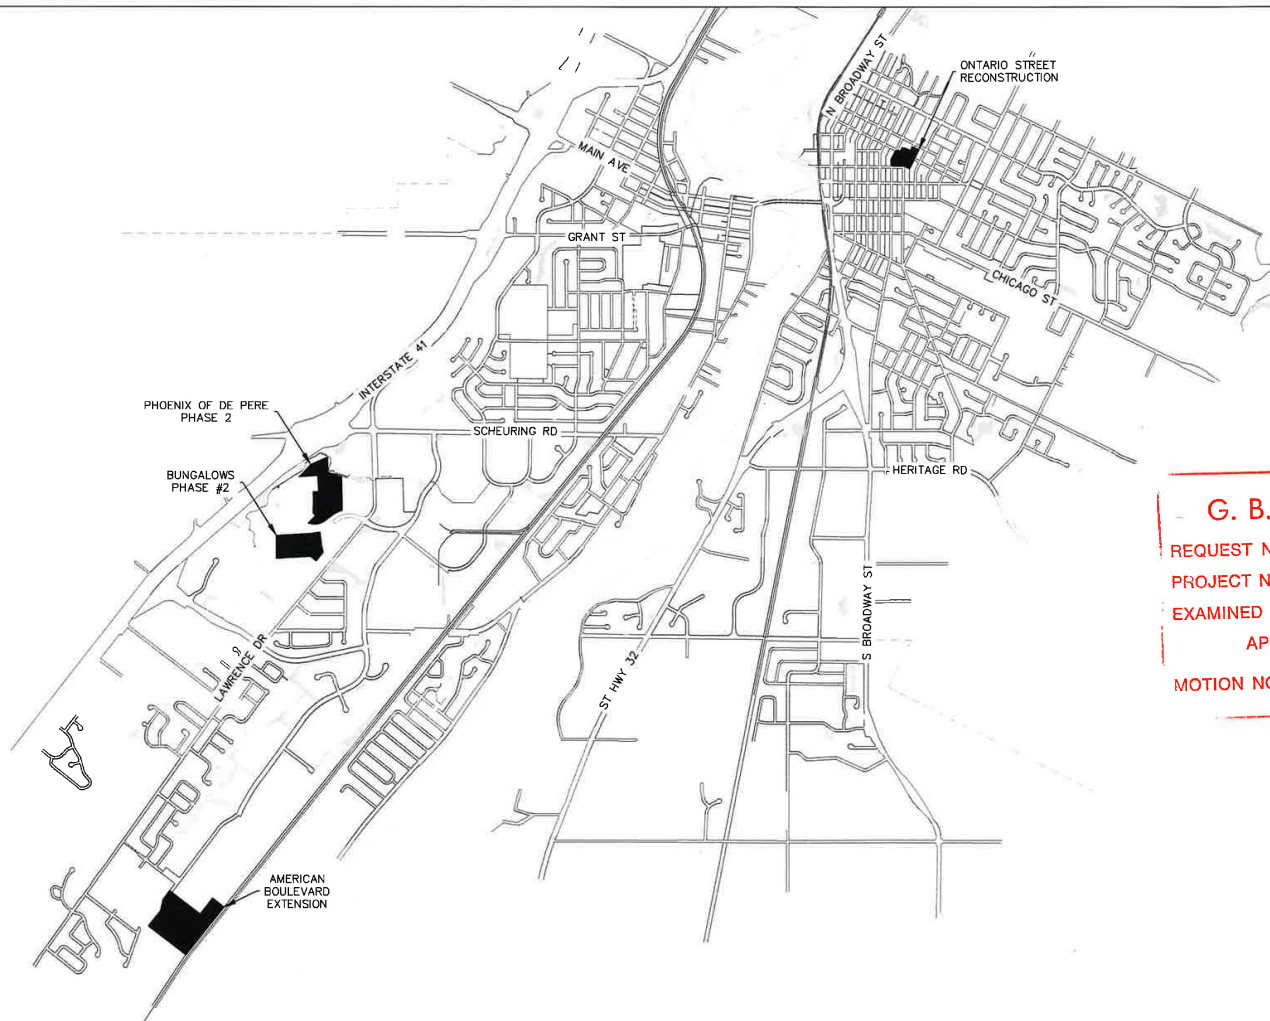 ONTARIO STREET
RECONSTRUCTION
N BROADWAY ST
MAIN AVE
GRANT ST
CHICAGO ST
INTERSTATE 41
PHOENIX OF DE PERE
PHASE 2
SCHEURING RD
BUNGALOWS
PHASE #2
HERITAGE RD
G. B.
REQUEST N
PROJECT N
EXAMINED
AP
MOTION NO
S BROADWAY ST
LAWRENCE DR
ST HWY 32
AMERICAN
BOULEVARD
EXTENSION